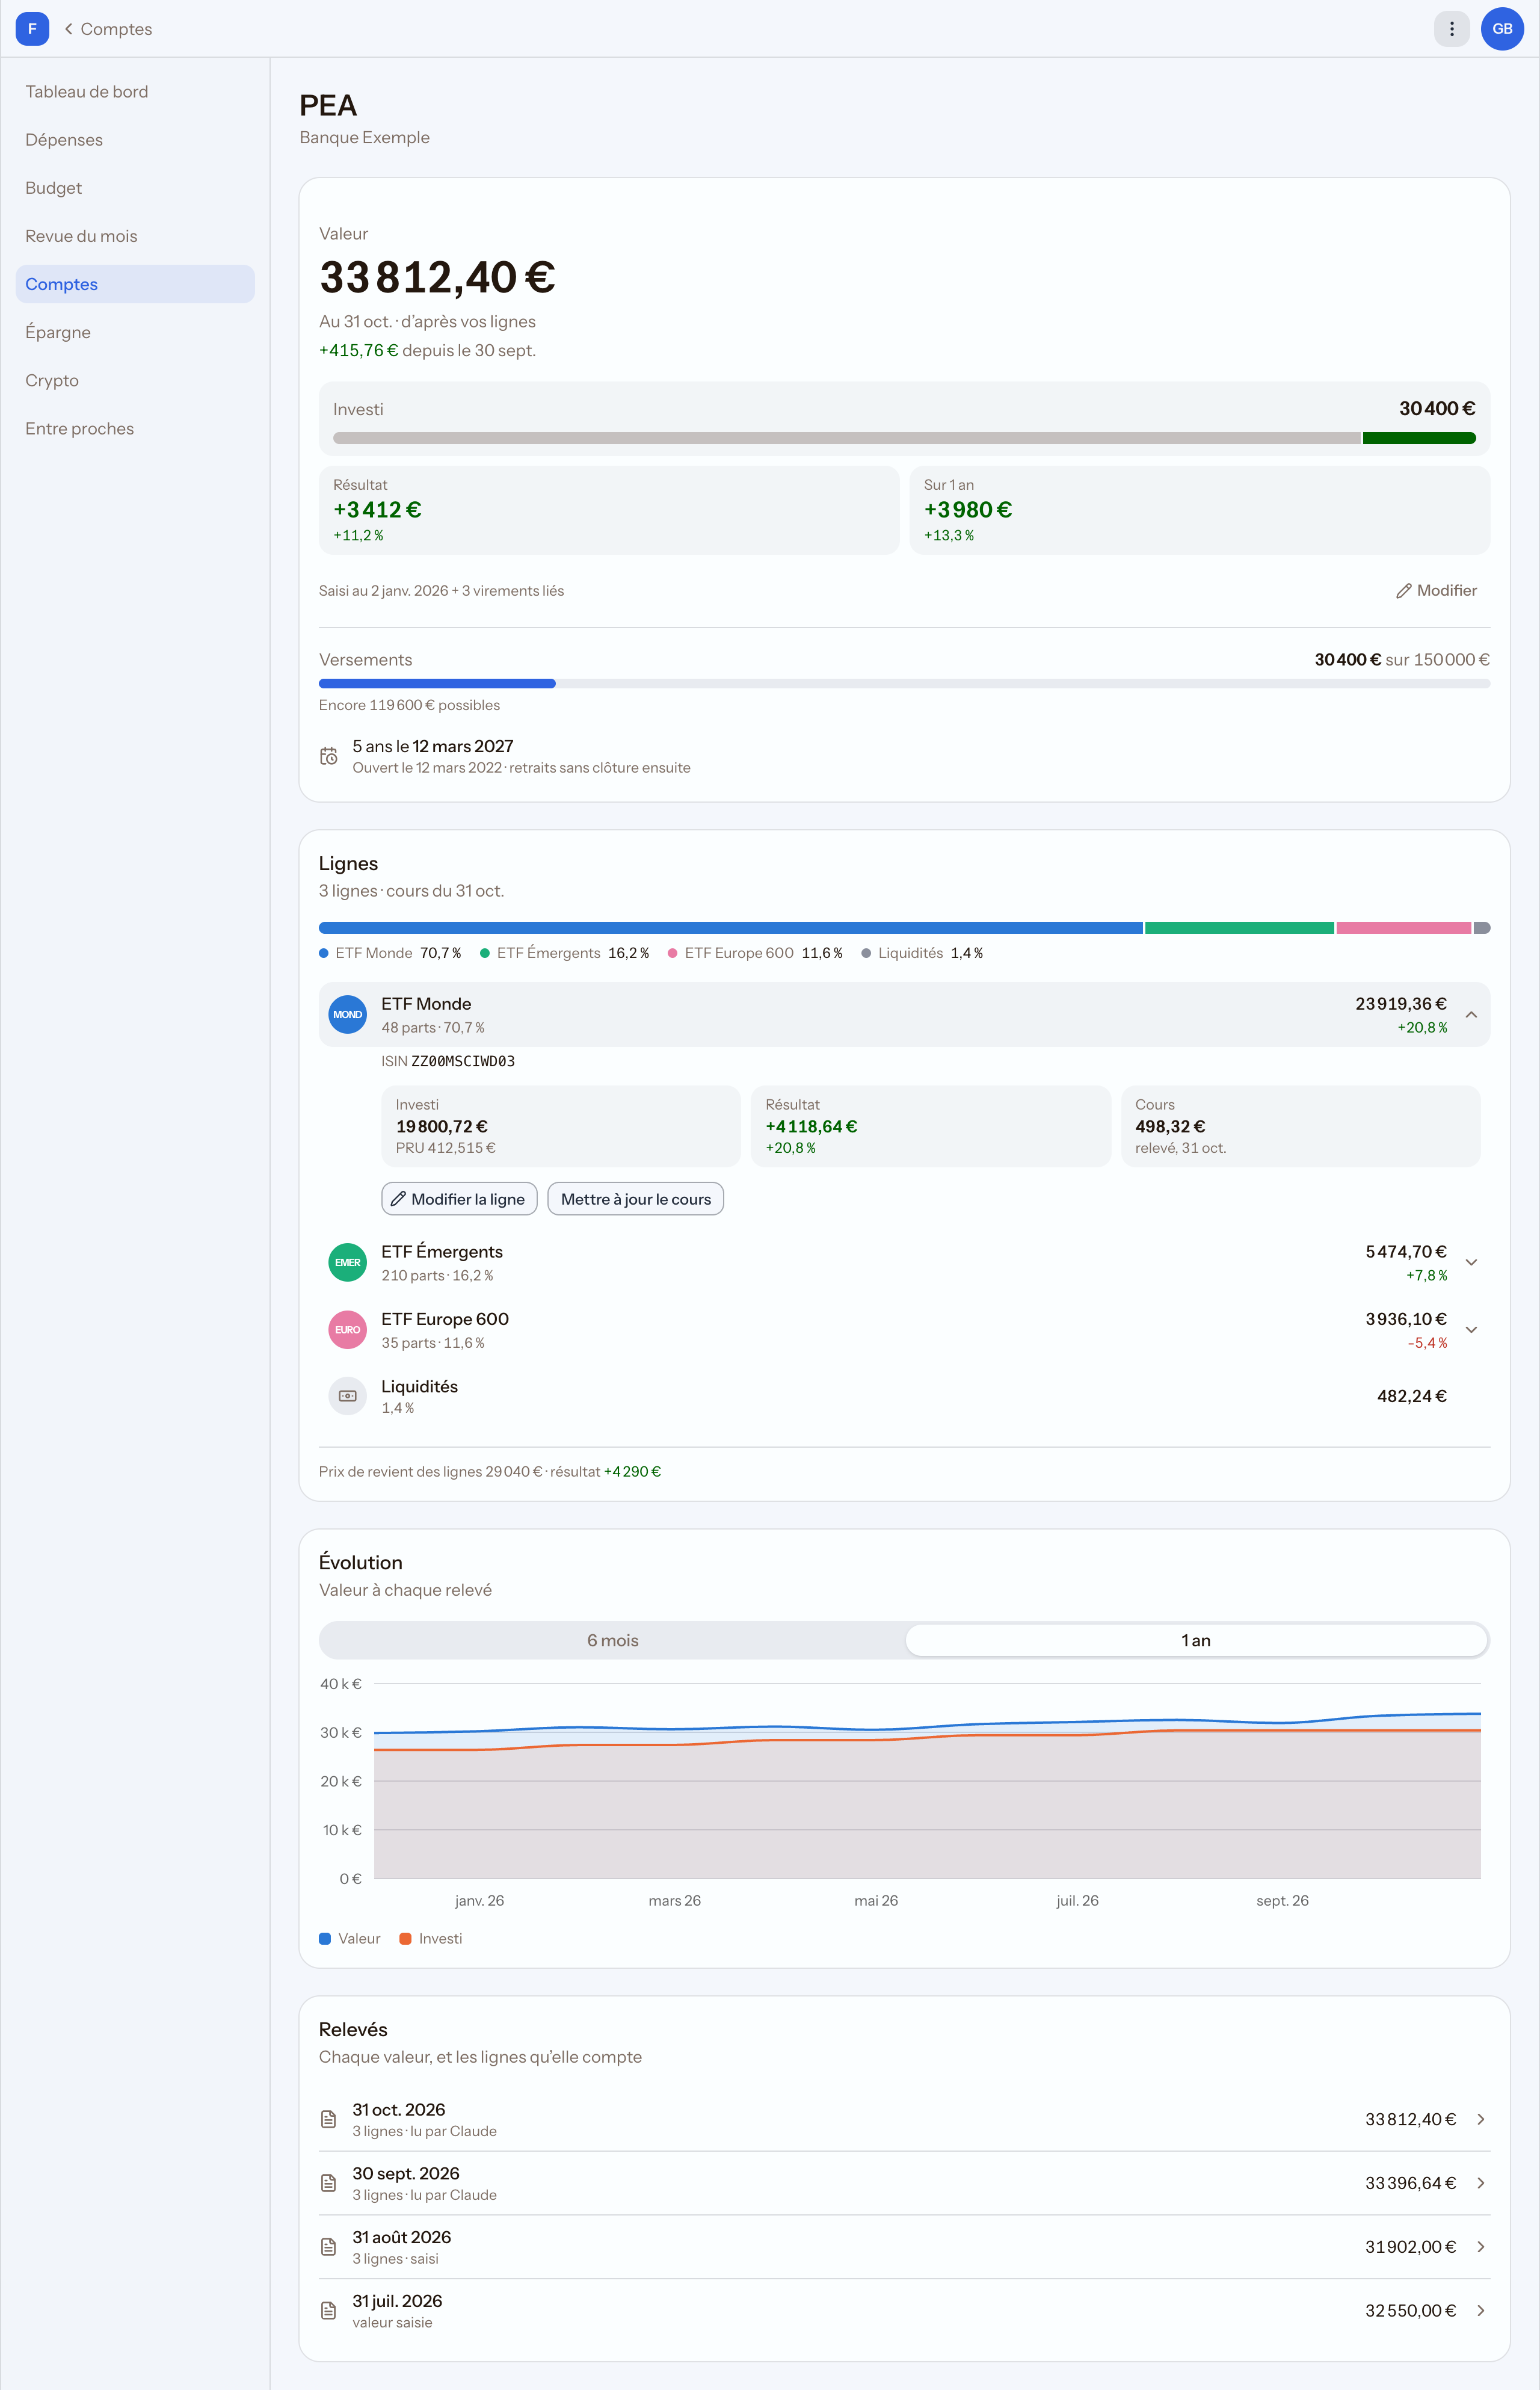 F
Comptes
GB
Tableau de bord
Dépenses
Budget
Revue du mois
Comptes
Épargne
Crypto
Entre proches
PEA
Banque Exemple
Valeur
33 812,40 €
Au 31 oct. · d’après vos lignes
+415,76 € depuis le 30 sept.
Investi 30 400 €
Résultat
+3 412 €
+11,2 %
Sur 1 an
+3 980 €
+13,3 %
Saisi au 2 janv. 2026 + 3 virements liés Modifier
Versements 30 400 € sur 150 000 €
Encore 119 600 € possibles
5 ans le 12 mars 2027
Ouvert le 12 mars 2022 · retraits sans clôture ensuite
Lignes
3 lignes · cours du 31 oct.
ETF Monde 70,7 % ETF Émergents 16,2 % ETF Europe 600 11,6 % Liquidités 1,4 %
MOND
ETF Monde 23 919,36 €
48 parts · 70,7 % +20,8 %
ISIN ZZ00MSCIWD03
Investi
19 800,72 €
PRU 412,515 €
Résultat
+4 118,64 €
+20,8 %
Cours
498,32 €
relevé, 31 oct.
Modifier la ligne Mettre à jour le cours
EMER
ETF Émergents 5 474,70 €
210 parts · 16,2 % +7,8 %
EURO
ETF Europe 600 3 936,10 €
35 parts · 11,6 % -5,4 %
Liquidités 482,24 €
1,4 %
Prix de revient des lignes 29 040 € · résultat +4 290 €
Évolution
Valeur à chaque relevé
6 mois 1 an
40 k €
30 k €
20 k €
10 k €
0 €
janv. 26 mars 26 mai 26 juil. 26 sept. 26
Valeur Investi
Relevés
Chaque valeur, et les lignes qu’elle compte
31 oct. 2026 33 812,40 €
3 lignes · lu par Claude
30 sept. 2026 33 396,64 €
3 lignes · lu par Claude
31 août 2026 31 902,00 €
3 lignes · saisi
31 juil. 2026 32 550,00 €
valeur saisie